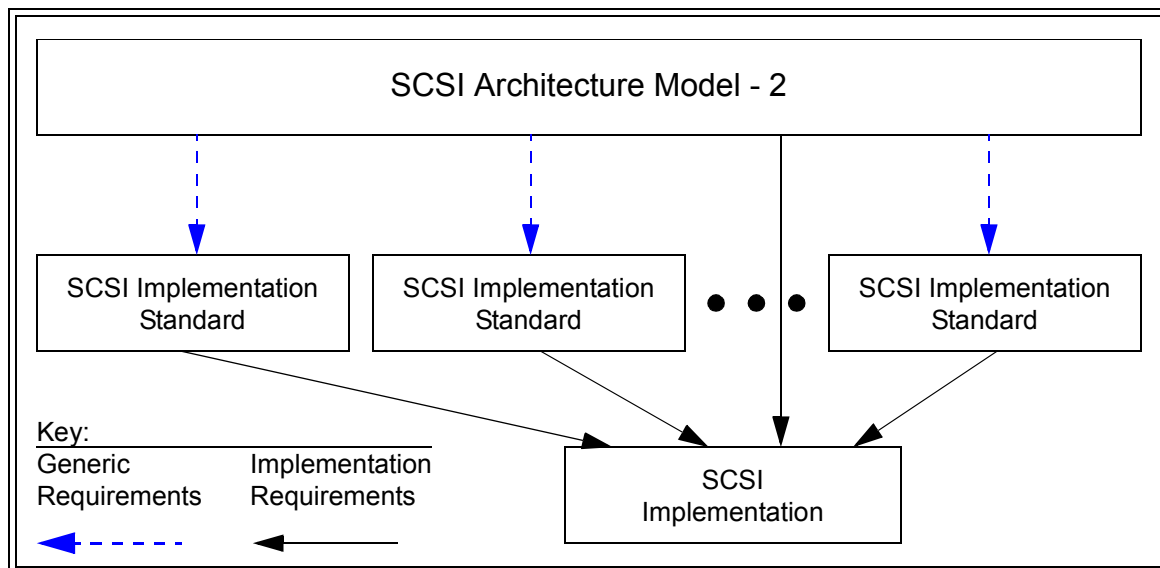 SCSI Architecture Model - 2
SCSI Implementation
Standard
SCSI Implementation
Standard
SCSI Implementation
Standard
Key:
Generic
Requirements
Implementation
Requirements
SCSI
Implementation